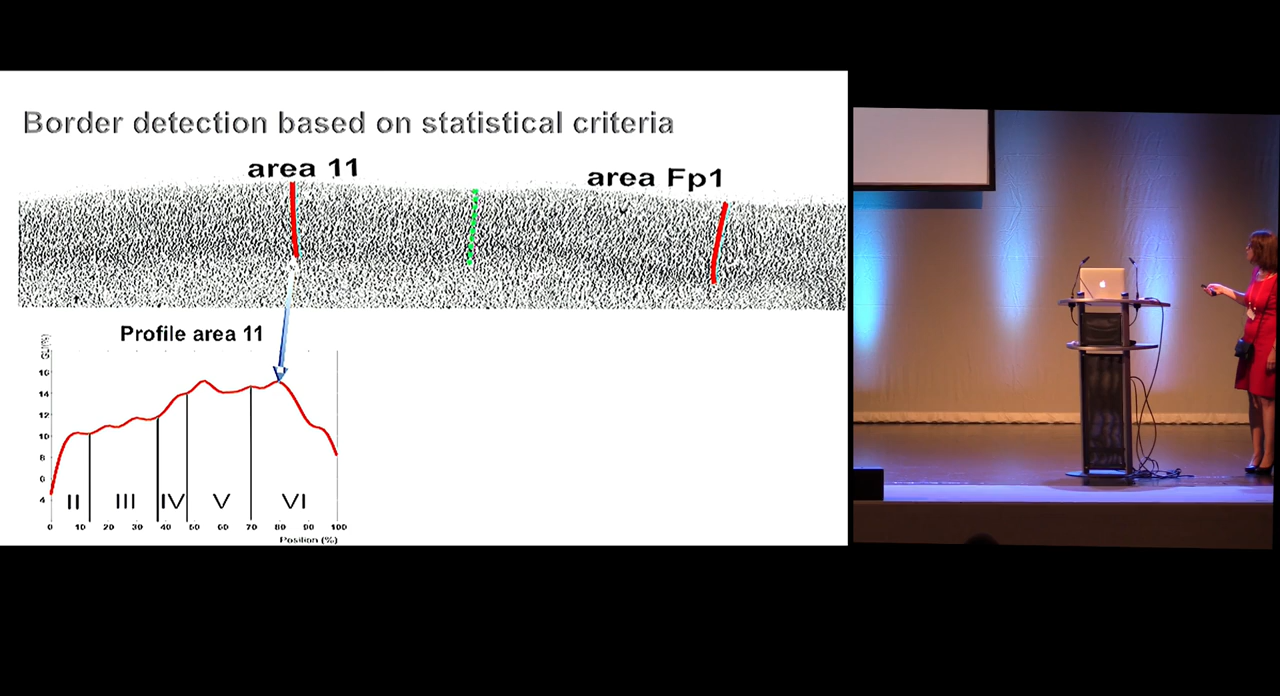 Border detection based on statistical criteria
area 11
area Fp1
Profile area 11
16
14
12
10
8
6
4
II III IV V VI
0 10 20 30 40 50 60 70 80 90 100
Position (%)